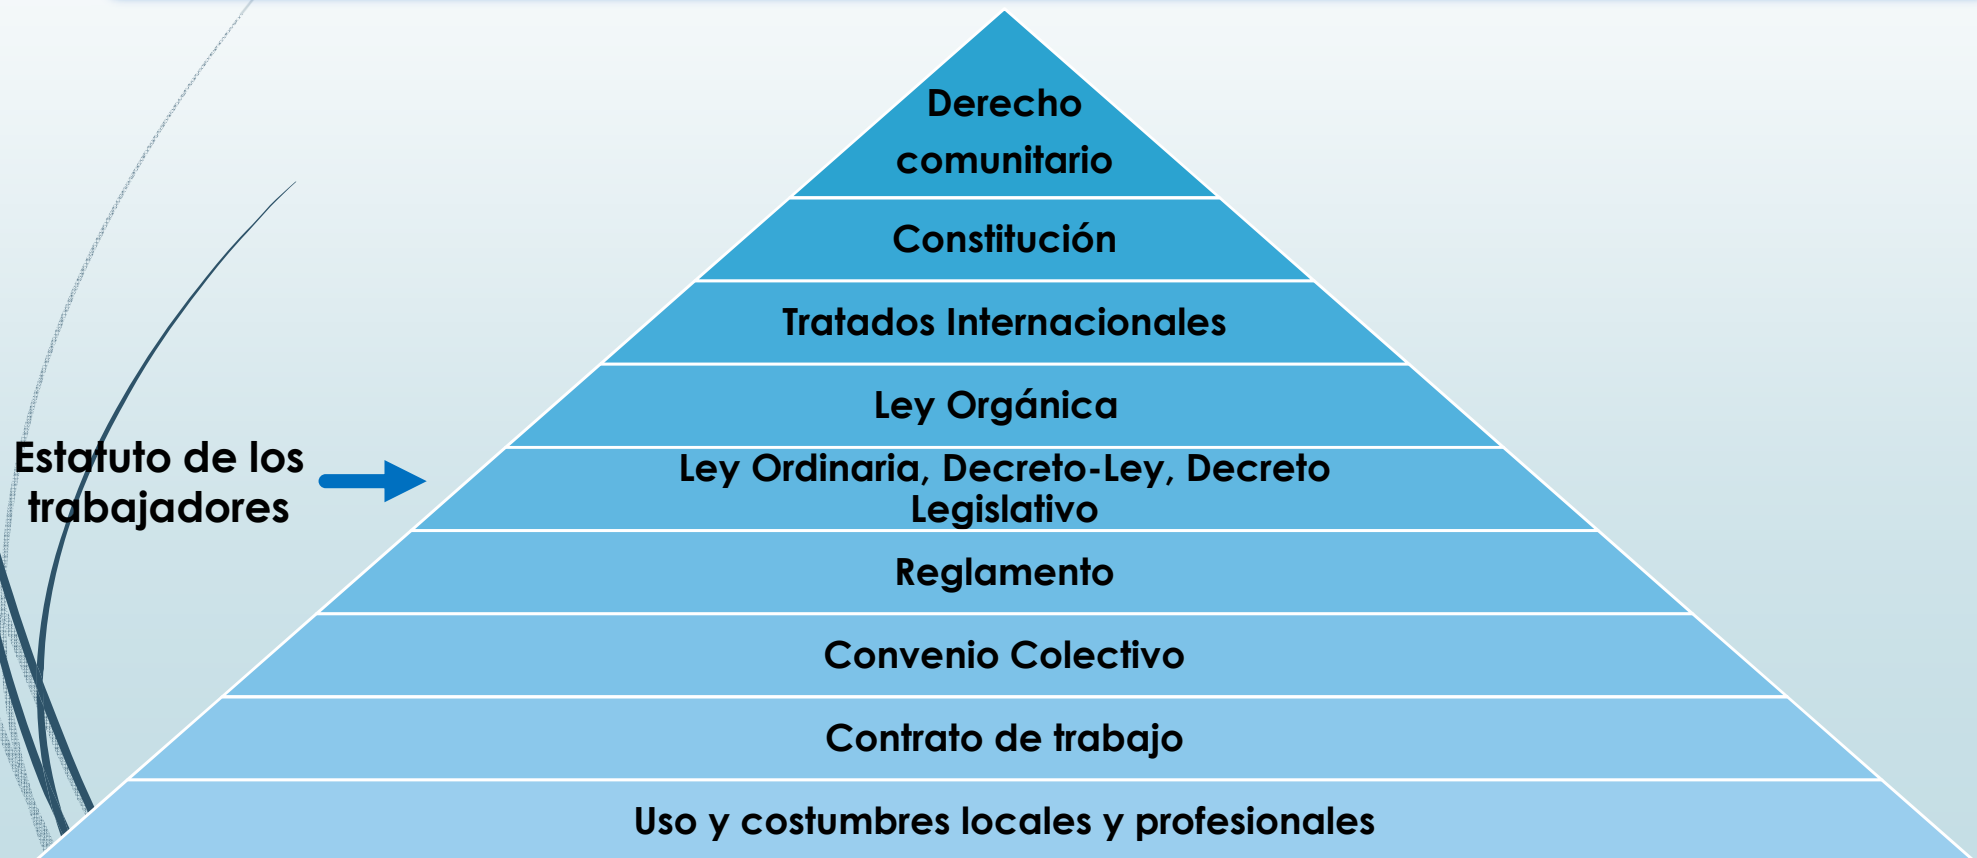 Derecho
comunitario
Constitución
Tratados Internacionales
Ley Orgánica
Estatuto de los
trabajadores
Ley Ordinaria, Decreto-Ley, Decreto
Legislativo
Reglamento
Convenio Colectivo
Contrato de trabajo
Uso y costumbres locales y profesionales